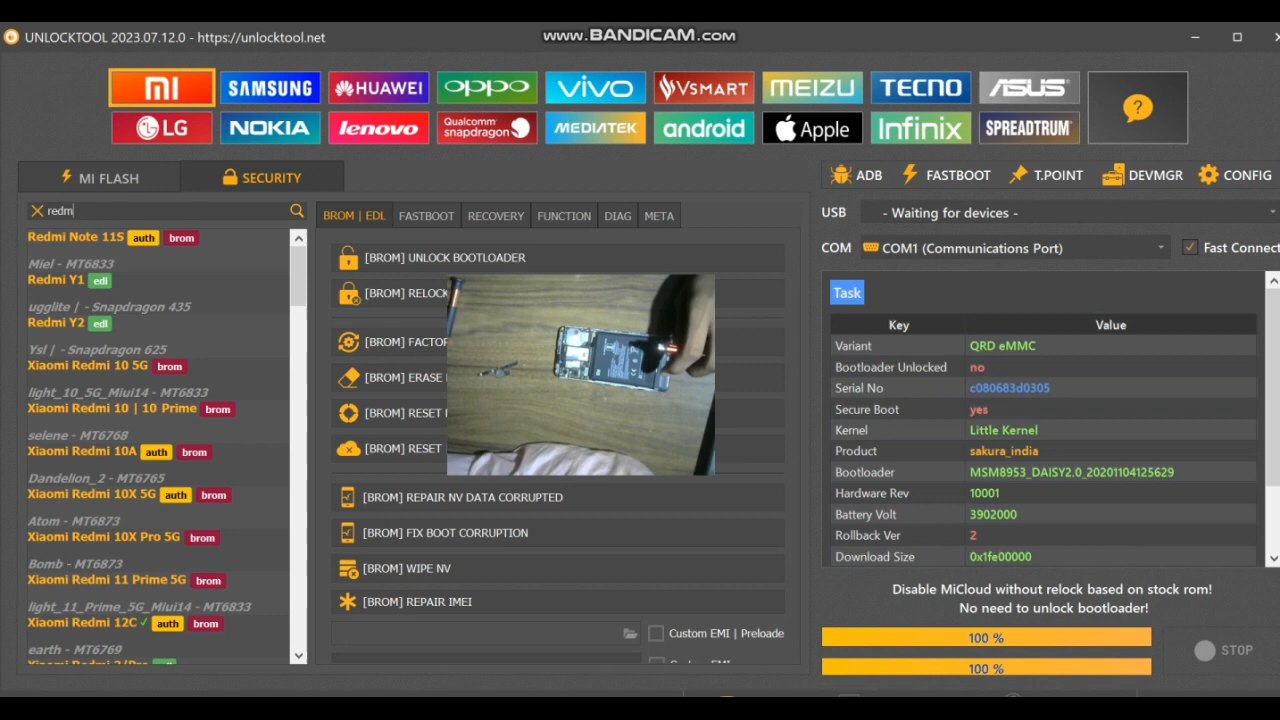 UNLOCKTOOL 2023.07.12.0 - https://unlocktool.net
www.BANDICAM.com
MI
SAMSUNG
HUAWEI
oppo
vivo
VSMART
MEIZU
TECNO
ASUS
?
LG
NOKIA
lenovo
Qualcomm snapdragon
MEDIATEK
android
Apple
Infinix
SPREADTRUM
MI FLASH
SECURITY
ADB
FASTBOOT
T.POINT
DEVMGR
CONFIG
redm
BROM | EDL
FASTBOOT
RECOVERY
FUNCTION
DIAG
META
USB
- Waiting for devices -
COM
COM1 (Communications Port)
Fast Connect
Redmi Note 11S auth brom
Miel - MT6833
Redmi Y1 edl
ugglite | - Snapdragon 435
Redmi Y2 edl
Ysl | - Snapdragon 625
Xiaomi Redmi 10 5G brom
light_10_5G_Miui14 - MT6833
Xiaomi Redmi 10 | 10 Prime brom
selene - MT6768
Xiaomi Redmi 10A auth brom
Dandelion_2 - MT6765
Xiaomi Redmi 10X 5G auth brom
Atom - MT6873
Xiaomi Redmi 10X Pro 5G brom
Bomb - MT6873
Xiaomi Redmi 11 Prime 5G brom
light_11_Prime_5G_Miui14 - MT6833
Xiaomi Redmi 12C auth brom
earth - MT6769
[BROM] UNLOCK BOOTLOADER
[BROM] RELOCK
[BROM] FACTOR
[BROM] ERASE
[BROM] RESET
[BROM] RESET
[BROM] REPAIR NV DATA CORRUPTED
[BROM] FIX BOOT CORRUPTION
[BROM] WIPE NV
[BROM] REPAIR IMEI
Custom EMI | Preloade
Task
Key Value
Variant QRD eMMC
Bootloader Unlocked no
Serial No c080683d0305
Secure Boot yes
Kernel Little Kernel
Product sakura_india
Bootloader MSM8953_DAISY2.0_20201104125629
Hardware Rev 10001
Battery Volt 3902000
Rollback Ver 2
Download Size 0x1fe00000
Disable MiCloud without relock based on stock rom!
No need to unlock bootloader!
100 %
100 %
STOP